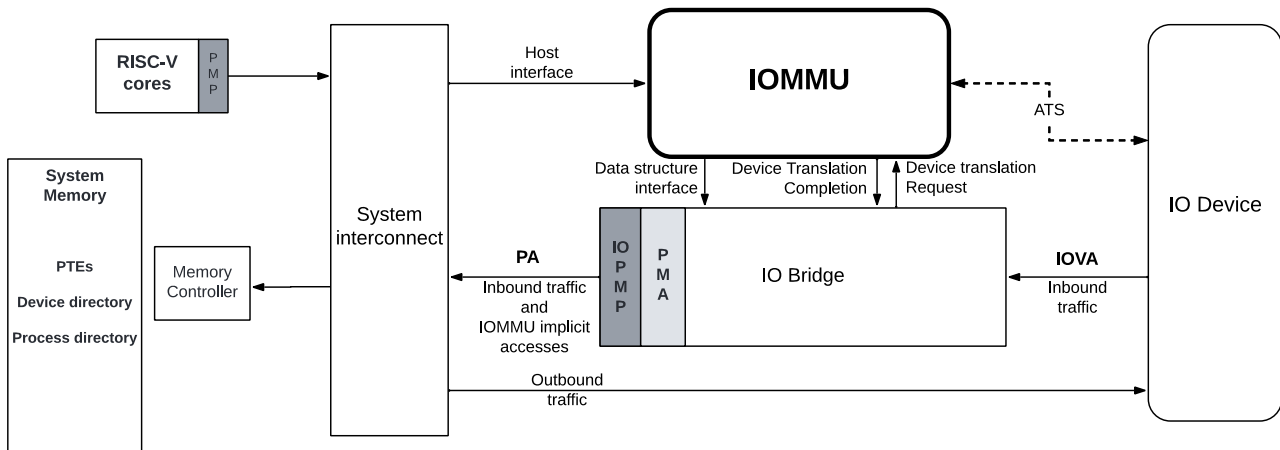 RISC-V
cores
P
M
P
System
Memory
PTEs
Device directory
Process directory
Memory
Controller
System
interconnect
Host
interface
IOMMU
ATS
Data structure
interface
Device Translation
Completion
Device translation
Request
IO
P
M
P
P
M
A
IO Bridge
PA
Inbound traffic
and
IOMMU implicit
accesses
IOVA
Inbound
traffic
IO Device
Outbound
traffic